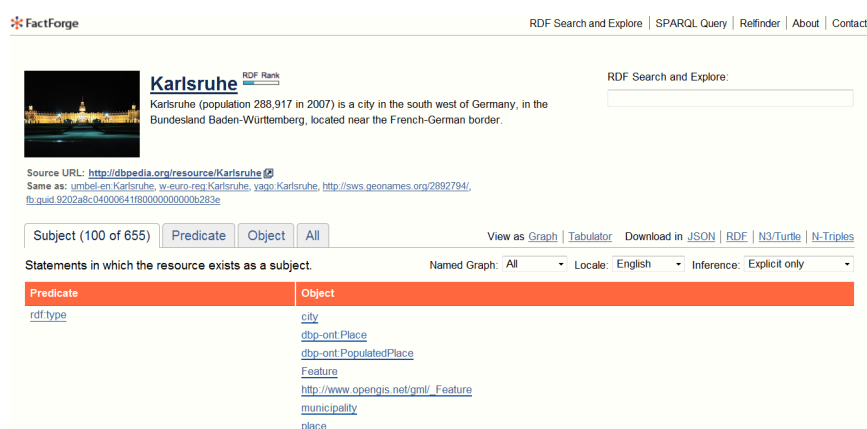 FactForge
RDF Search and Explore | SPARQL Query | Relfinder | About | Contact
Karlsruhe RDF Rank
RDF Search and Explore:
Karlsruhe (population 288,917 in 2007) is a city in the south west of Germany, in the
Bundesland Baden-Württemberg, located near the French-German border.
Source URL: http://dbpedia.org/resource/Karlsruhe
Same as: umbel-en:Karlsruhe, w-euro-reg:Karlsruhe, yago:Karlsruhe, http://sws.geonames.org/2892794/,
fb:guid.9202a8c04000641f80000000000b283e
Subject (100 of 655) Predicate Object All
View as Graph | Tabulator Download in JSON | RDF | N3/Turtle | N-Triples
Statements in which the resource exists as a subject.
Named Graph: All Locale: English Inference: Explicit only
Predicate Object
rdf:type city
dbp-ont:Place
dbp-ont:PopulatedPlace
Feature
http://www.opengis.net/gml/_Feature
municipality
place